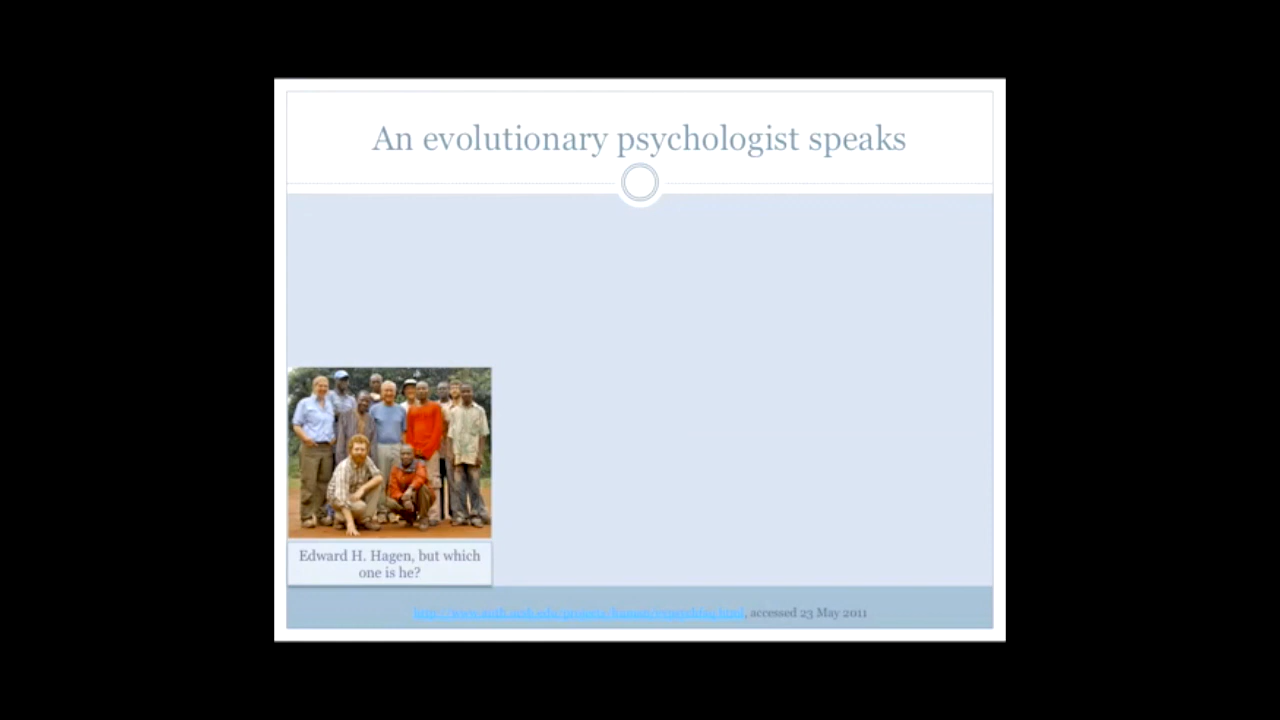 An evolutionary psychologist speaks
Edward H. Hagen, but which
one is he?
accessed 23 May 2011